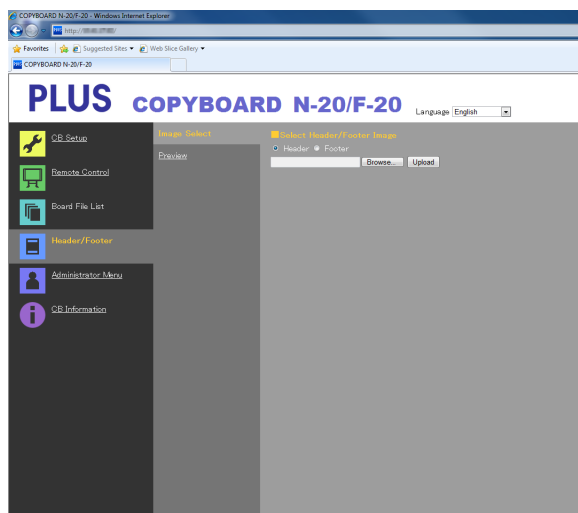 COPYBOARD N-20/F-20 - Windows Internet Explorer
http://
Favorites Suggested Sites Web Slice Gallery
COPYBOARD N-20/F-20
PLUS COPYBOARD N-20/F-20 Language English
CB Setup
Remote Control
Board File List
Header/Footer
Administrator Menu
CB Information
Image Select
Preview
Select Header/Footer Image
Header Footer
Browse... Upload